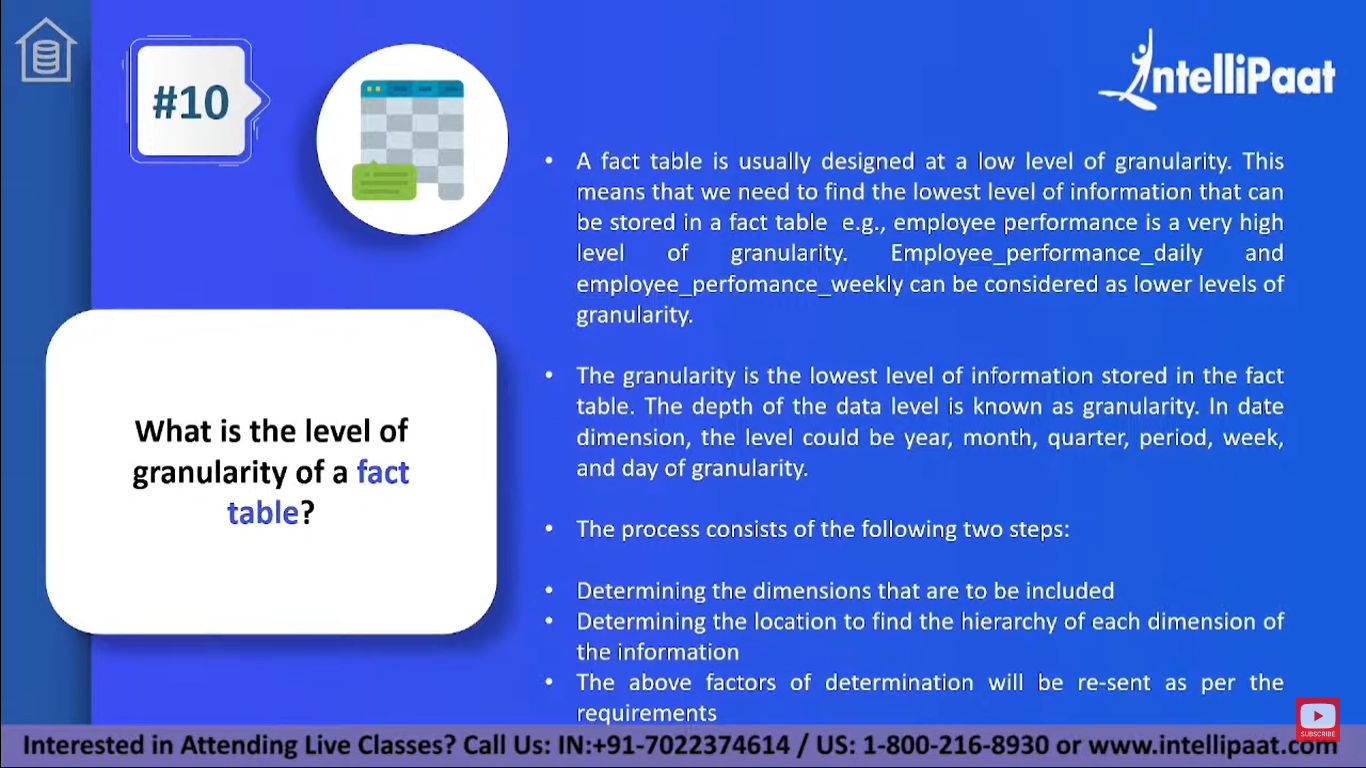 #10
IntelliPaat
What is the level of
granularity of a fact
table?
• A fact table is usually designed at a low level of granularity. This
means that we need to find the lowest level of information that can
be stored in a fact table e.g., employee performance is a very high
level of granularity. Employee_performance_daily and
employee_perfomance_weekly can be considered as lower levels of
granularity.
• The granularity is the lowest level of information stored in the fact
table. The depth of the data level is known as granularity. In date
dimension, the level could be year, month, quarter, period, week,
and day of granularity.
• The process consists of the following two steps:
• Determining the dimensions that are to be included
• Determining the location to find the hierarchy of each dimension of
the information
• The above factors of determination will be re-sent as per the
requirements
SUBSCRIBE
Interested in Attending Live Classes? Call Us: IN:+91-7022374614 / US: 1-800-216-8930 or www.intellipaat.com